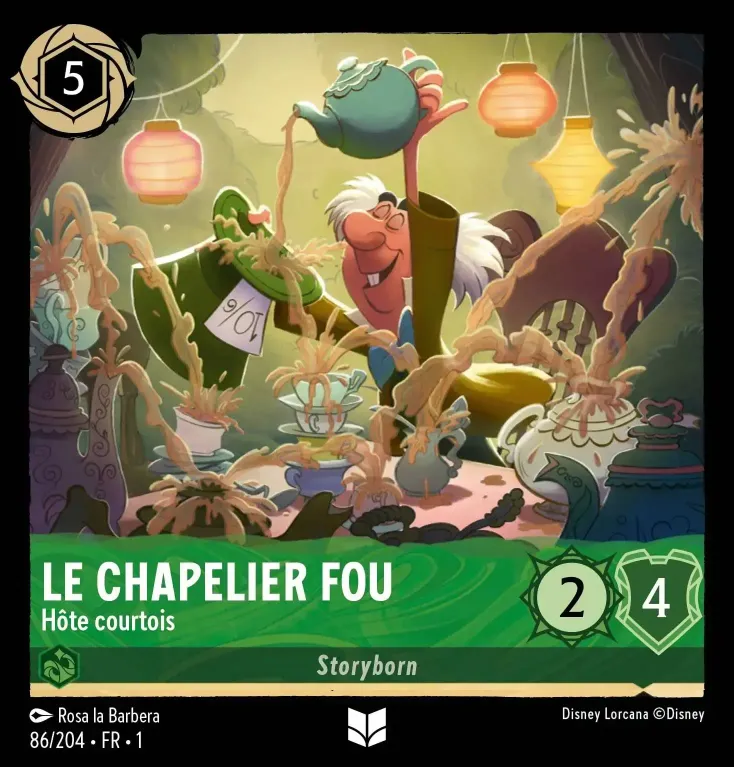 5
10/6
LE CHAPELIER FOU
Hôte courtois
2
4
Storyborn
Rosa la Barbera
Disney Lorcana ©Disney
86/204 • FR • 1